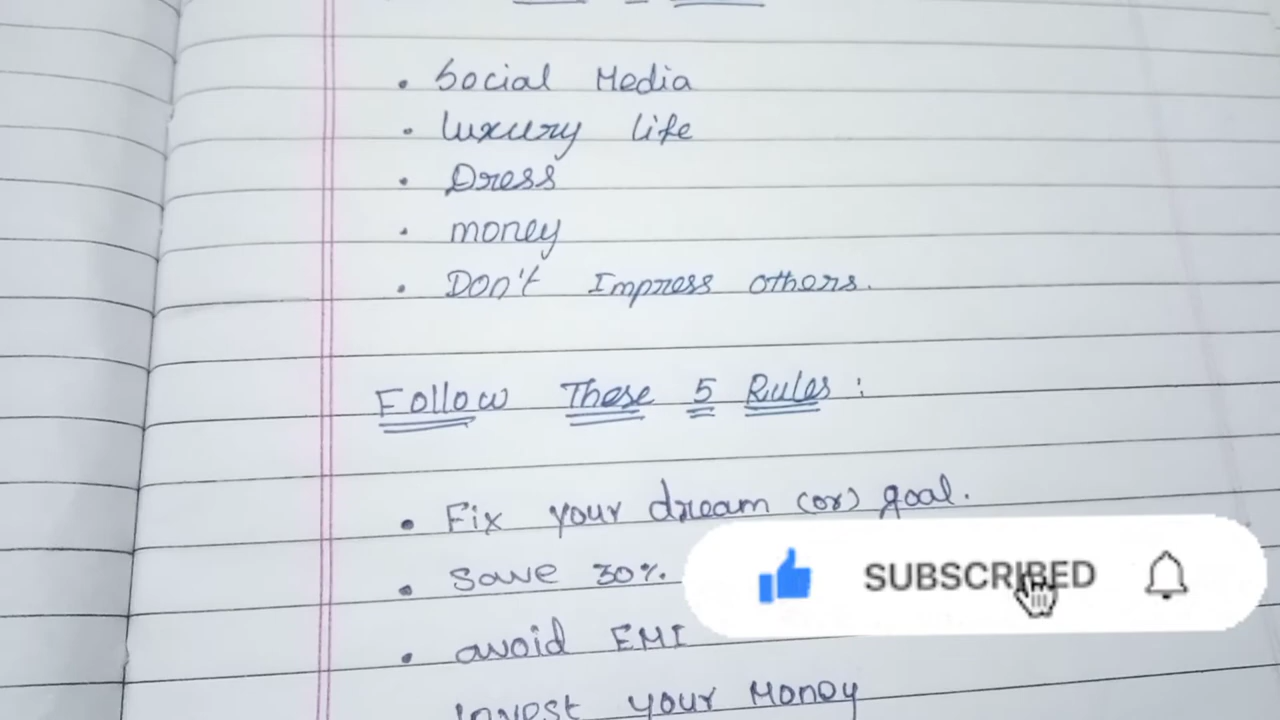 • Social Media
• luxury life
• Dress
• money
• Don't Impress others.
Follow These 5 Rules :
• Fix your dream (or) goal.
• Save 30%.
SUBSCRIBED
• avoid EMI
Invest your Money